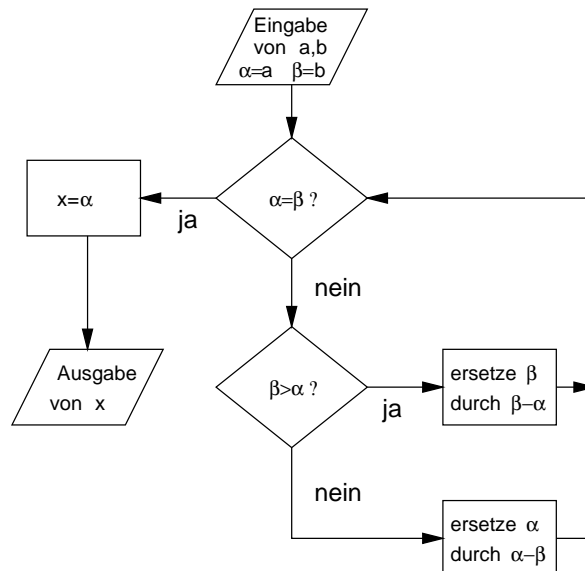 Eingabe
von a,b
α=a β=b
α=β ?
ja
x=α
nein
Ausgabe
von x
β>α ?
ja
ersetze β
durch β−α
nein
ersetze α
durch α−β